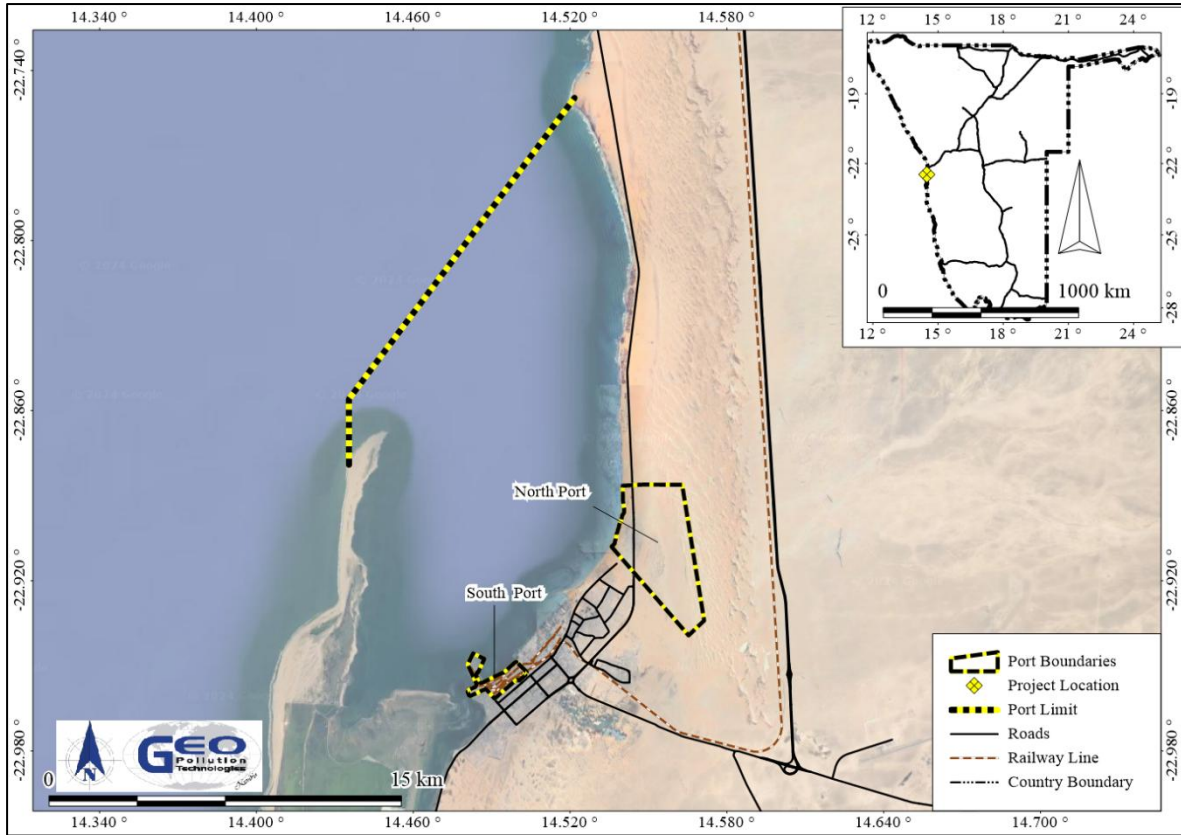 14.340 ° 14.400 ° 14.460 ° 14.520 ° 14.580 °
12 ° 15 ° 18 ° 21 ° 24 °
-22.740 °
-22.740 °
-19 °
-19 °
-22 °
-22 °
-25 °
-25 °
-28 °
-28 °
0 1000 km
12 ° 15 ° 18 ° 21 ° 24 °
-22.800 °
-22.860 °
-22.860 °
North Port
-22.920 °
-22.920 °
South Port
Port Boundaries
Project Location
Port Limit
Roads
Railway Line
Country Boundary
-22.980 °
-22.980 °
N
GEO
Pollution
Technologies
0 15 km
14.340 ° 14.400 ° 14.460 ° 14.520 ° 14.580 ° 14.640 ° 14.700 °